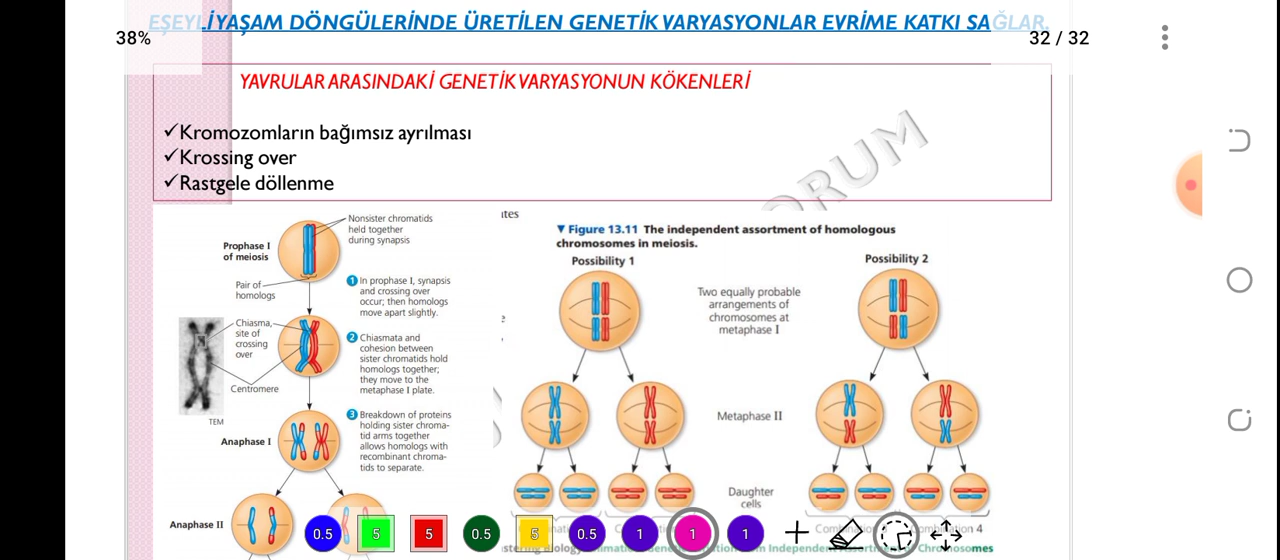 EŞEYLİ YAŞAM DÖNGÜLERİNDE ÜRETİLEN GENETİK VARYASYONLAR EVRİME KATKI SAĞLAR.
38%
32 / 32
YAVRULAR ARASINDAKİ GENETİK VARYASYONUN KÖKENLERİ
✓Kromozomların bağımsız ayrılması
✓Krossing over
✓Rastgele döllenme
ORUM
Prophase I
of meiosis
Nonsister chromatids
held together
during synapsis
Pair of
homologs
1 In prophase I, synapsis
and crossing over
occur; then homologs
move apart slightly.
Chiasma,
site of
crossing
over
Centromere
TEM
2 Chiasmata and
cohesion between
sister chromatids hold
homologs together;
they move to the
metaphase I plate.
Anaphase I
3 Breakdown of proteins
holding sister chroma-
tid arms together
allows homologs with
recombinant chroma-
tids to separate.
Anaphase II
ites
▼ Figure 13.11 The independent assortment of homologous
chromosomes in meiosis.
Possibility 1
Possibility 2
Two equally probable
arrangements of
chromosomes at
metaphase I
Metaphase II
Daughter
cells
0.5
5
5
0.5
5
0.5
1
1
1